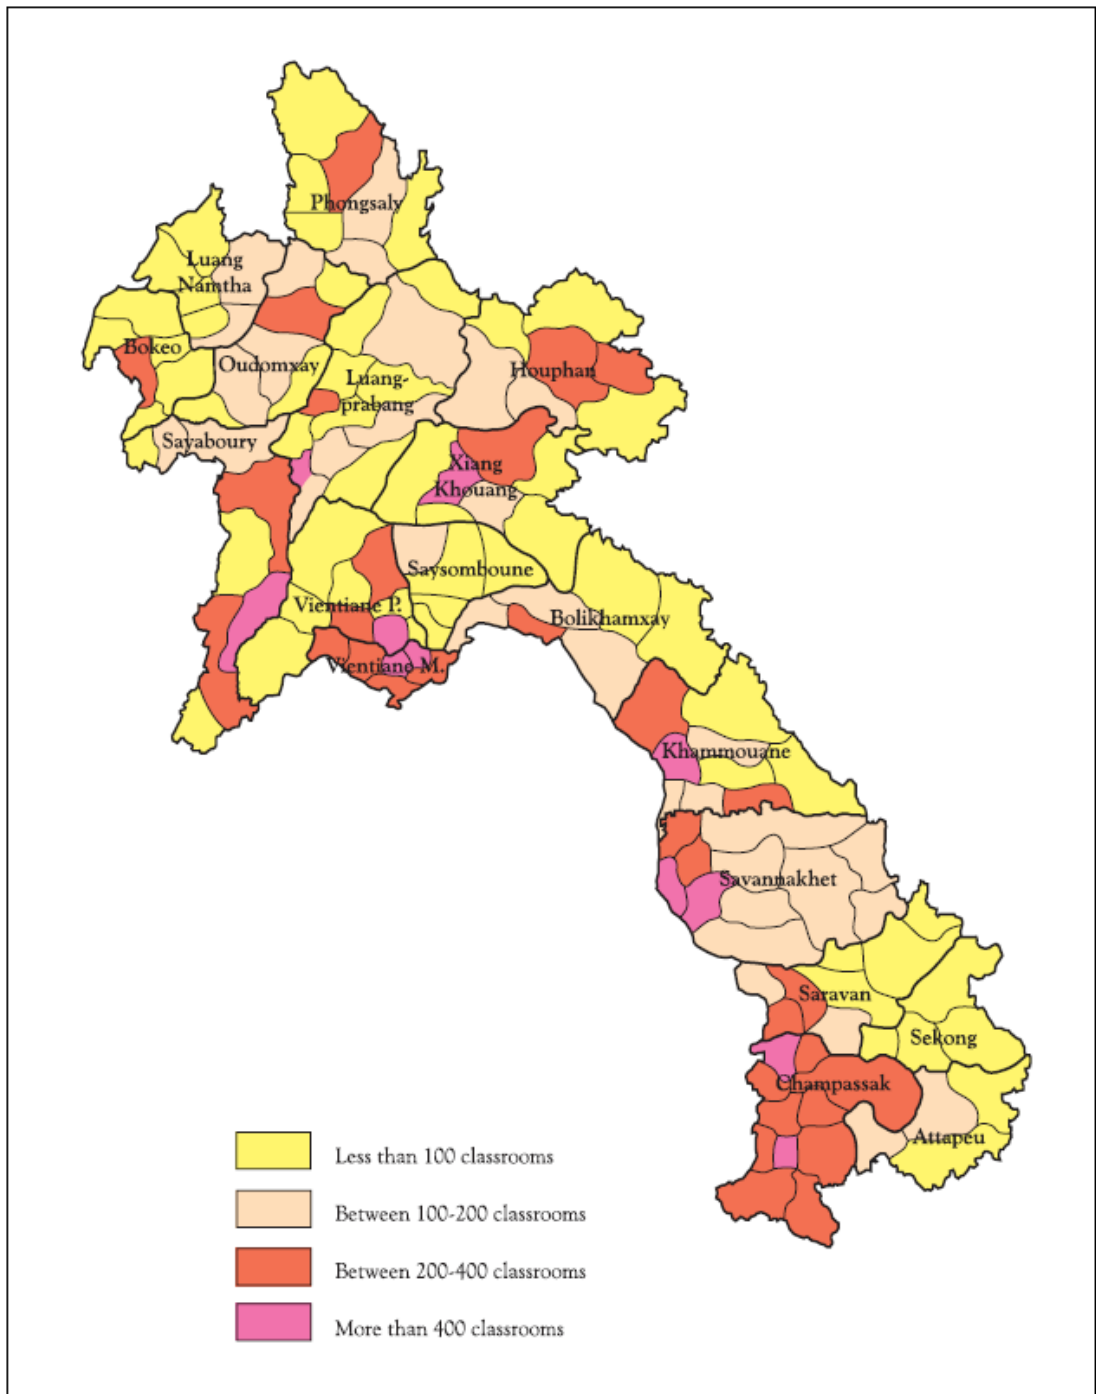 Phongsaly
Luang
Namtha
Bokeo
Oudomxay
Luang-
prabang
Houphan
Sayaboury
Xiang
Khouang
Saysomboune
Vientiane P.
Bolikhamxay
Vientiane M.
Khammouane
Savannakhet
Saravan
Sekong
Champassak
Attapeu
Less than 100 classrooms
Between 100-200 classrooms
Between 200-400 classrooms
More than 400 classrooms